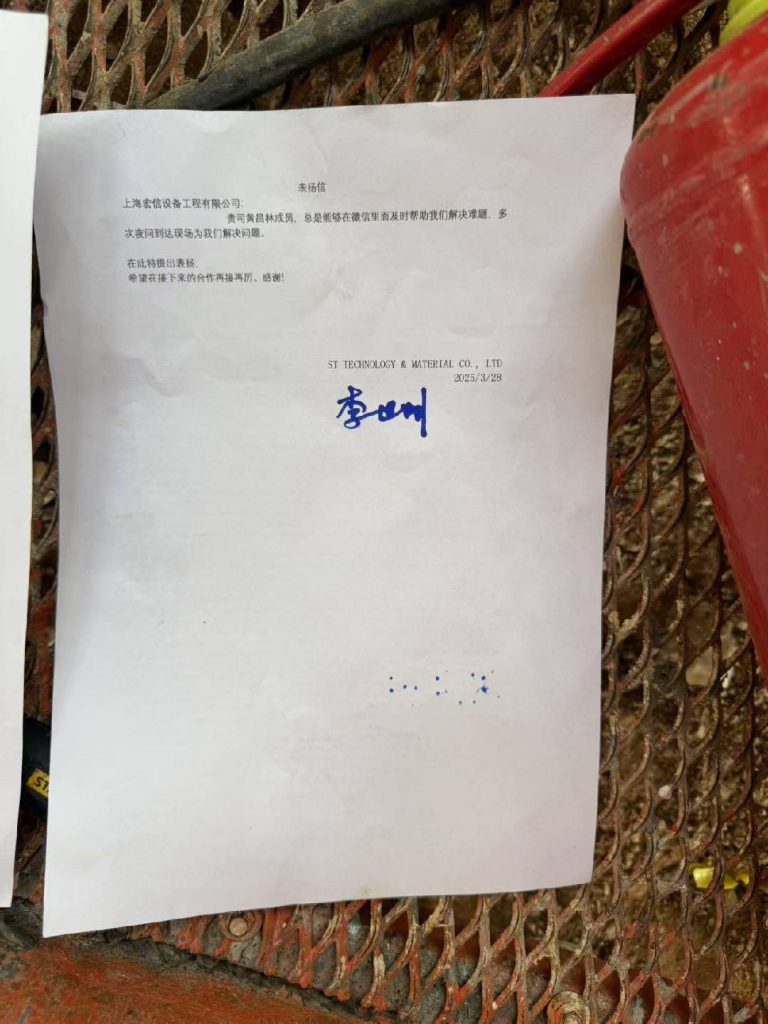 表扬信
上海宏信设备工程有限公司:
贵司黄昌林成员，总是能够在微信里面及时帮助我们解决难题，多
次夜间到达现场为我们解决问题。
在此特提出表扬.
希望在接下来的合作再接再厉。感谢!
ST TECHNOLOGY & MATERIAL CO., LTD
2025/3/28